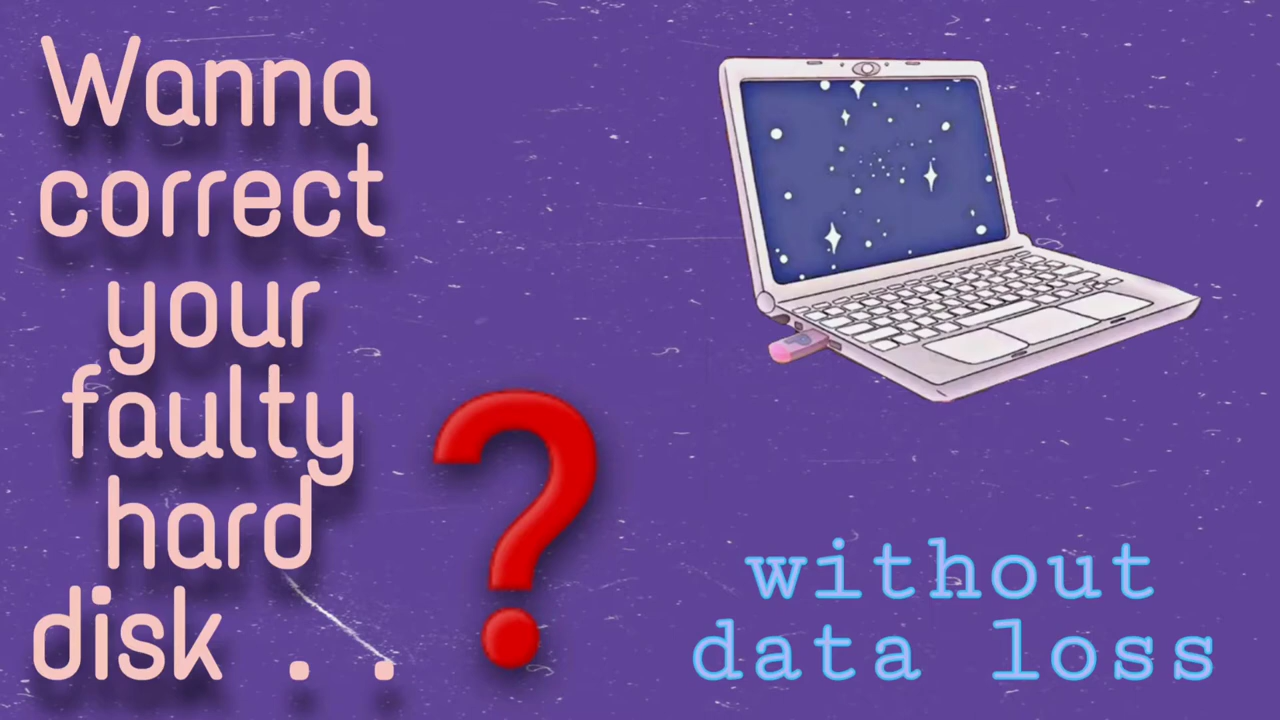 Wanna
correct
your
faulty
hard
disk . .
?
without
data loss